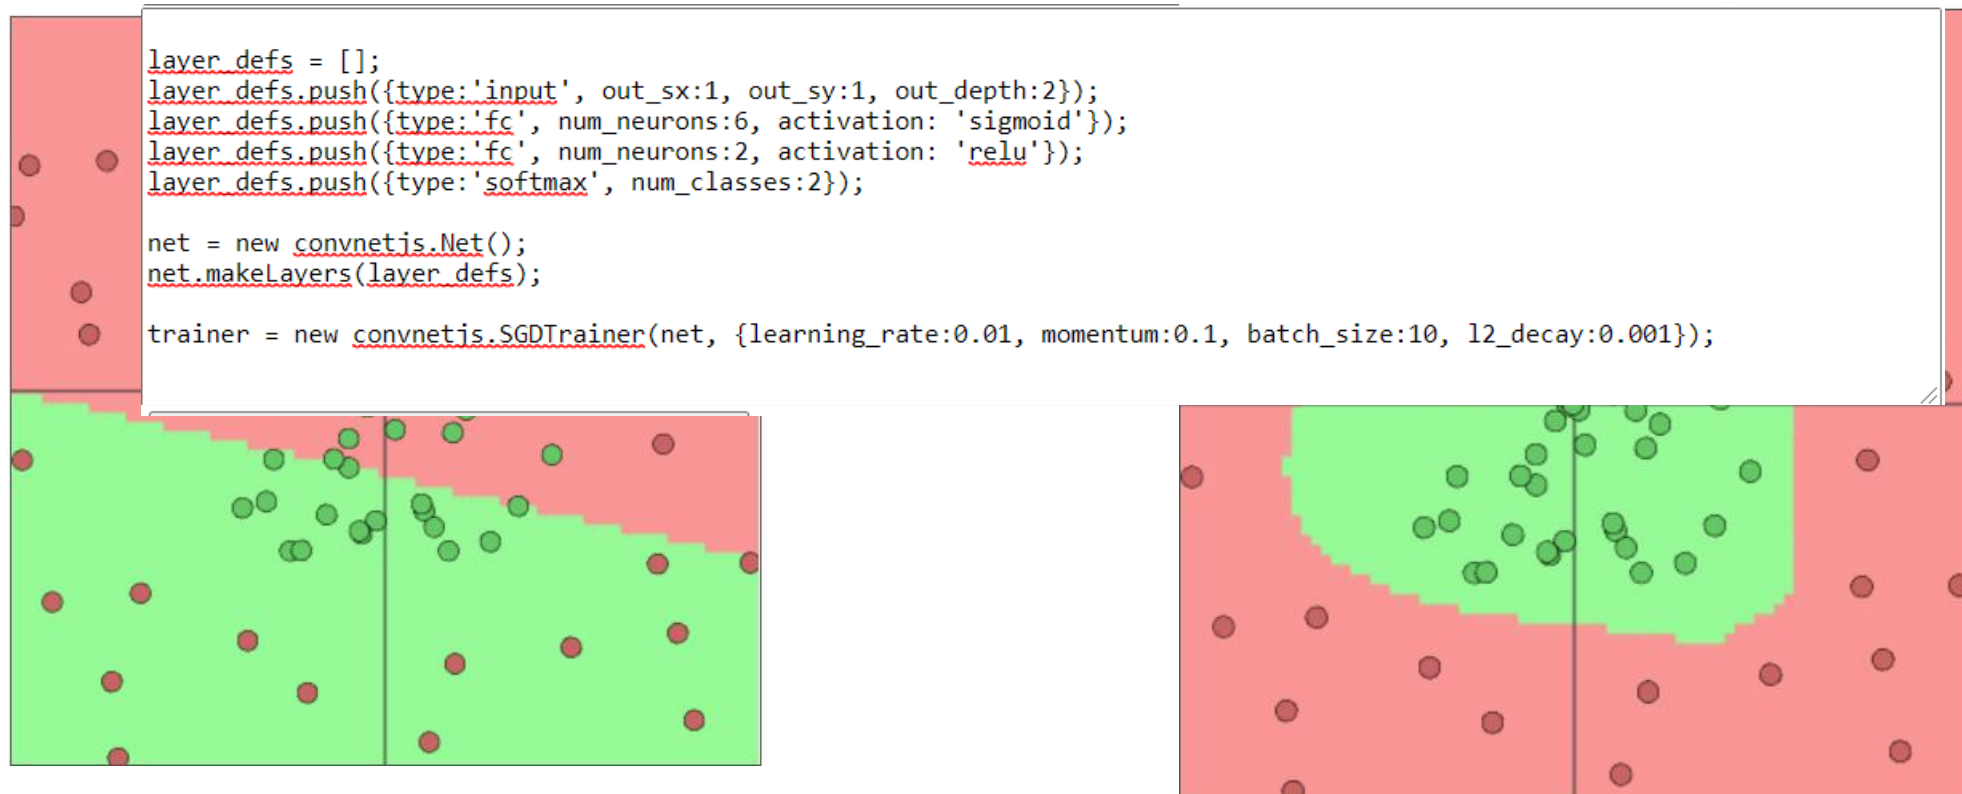 layer_defs = [];
layer_defs.push({type:'input', out_sx:1, out_sy:1, out_depth:2});
layer_defs.push({type:'fc', num_neurons:6, activation: 'sigmoid'});
layer_defs.push({type:'fc', num_neurons:2, activation: 'relu'});
layer_defs.push({type:'softmax', num_classes:2});
net = new convnetjs.Net();
net.makeLayers(layer_defs);
trainer = new convnetjs.SGDTrainer(net, {learning_rate:0.01, momentum:0.1, batch_size:10, l2_decay:0.001});